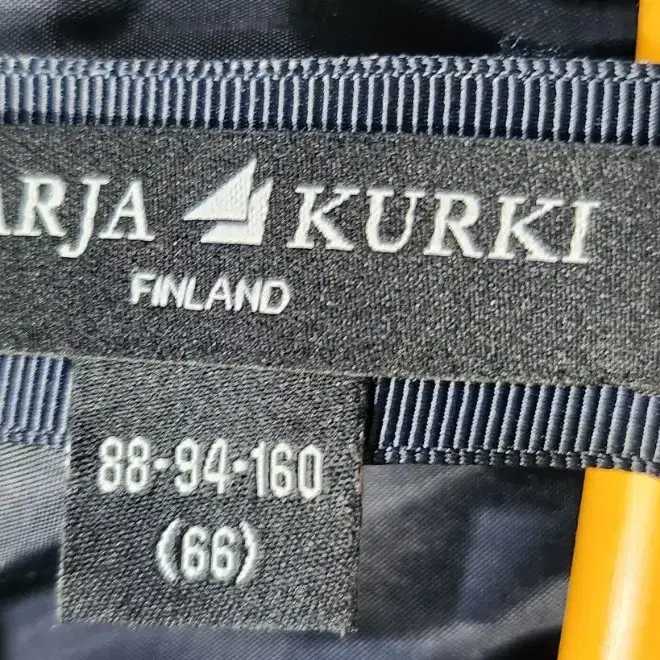 ARJA KURKI
FINLAND
88-94-160
(66)